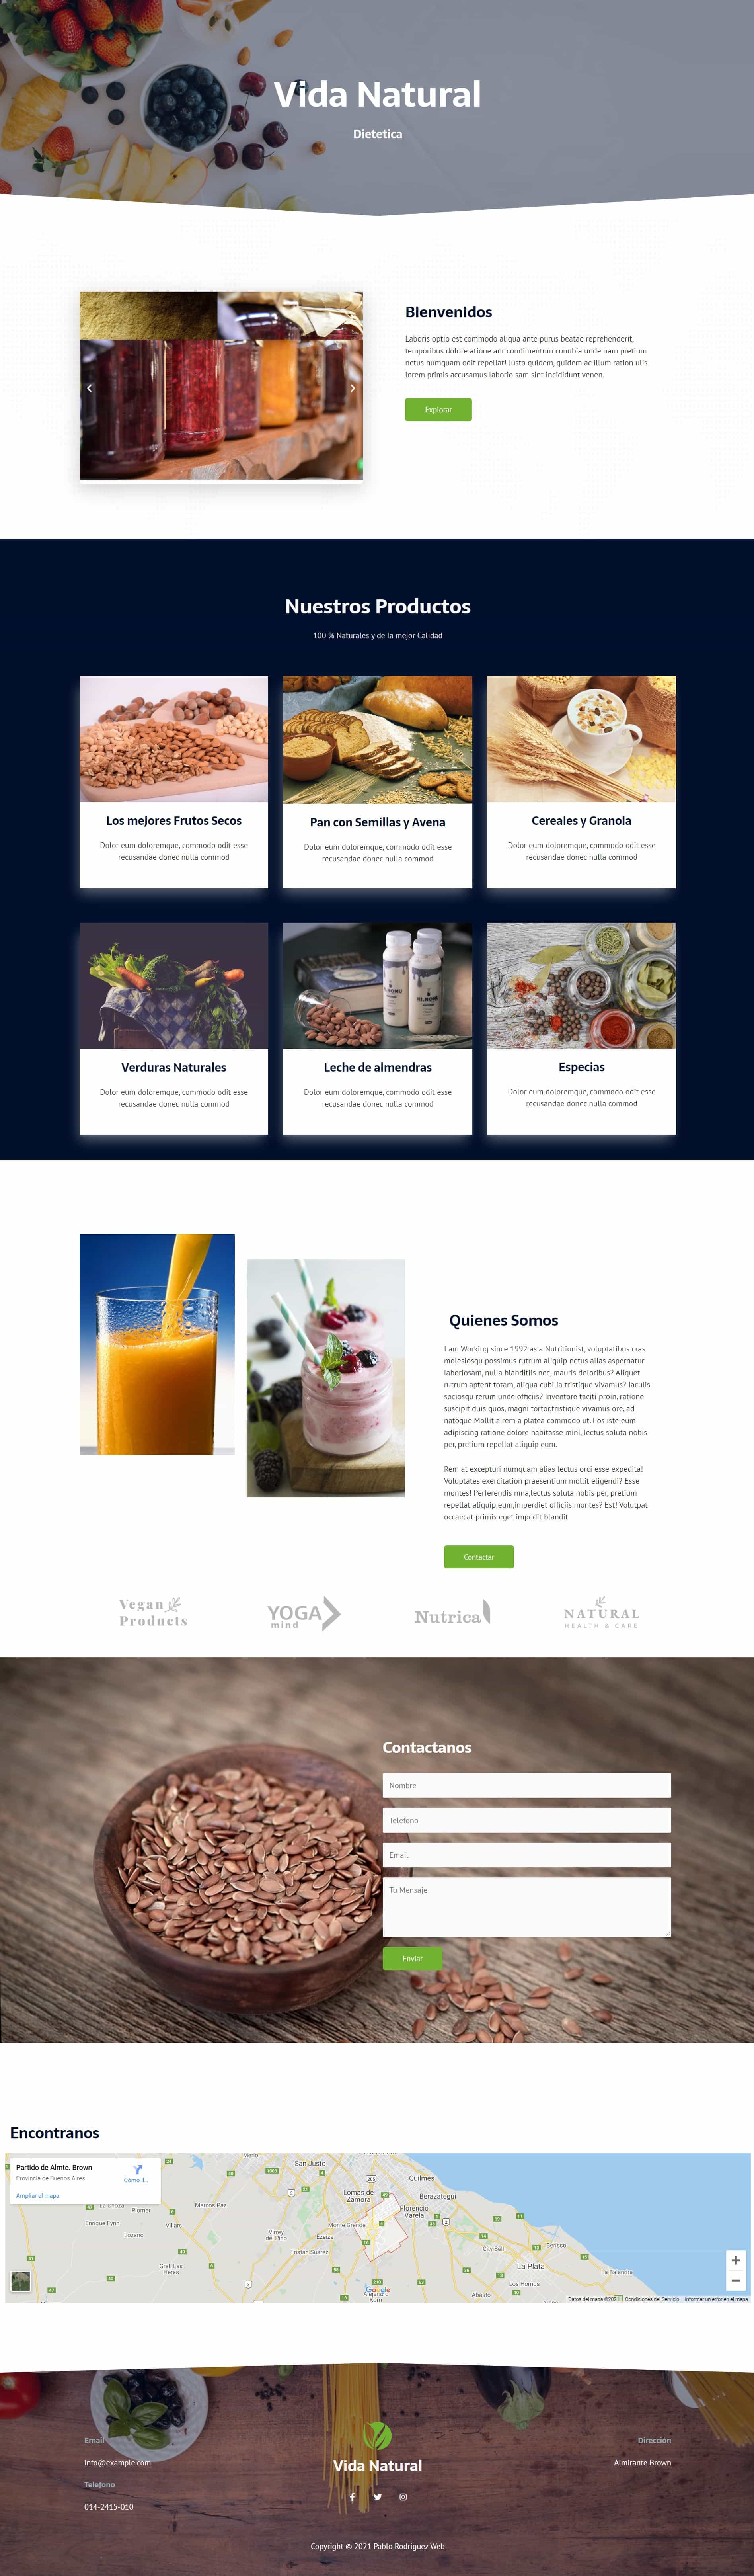 Vida Natural
Dietetica
Bienvenidos
Laboris optio est commodo aliqua ante purus beatae reprehenderit,
temporibus dolore atione anr condimentum conubia unde nam pretium
netus numquam odit repellat! Justo quidem, quidem ac illum ration ulis
lorem primis accusamus laborio sam sint incididunt venen.
Explorar
Nuestros Productos
100 % Naturales y de la mejor Calidad
Los mejores Frutos Secos
Dolor eum doloremque, commodo odit esse
recusandae donec nulla commod
Pan con Semillas y Avena
Dolor eum doloremque, commodo odit esse
recusandae donec nulla commod
Cereales y Granola
Dolor eum doloremque, commodo odit esse
recusandae donec nulla commod
Verduras Naturales
Dolor eum doloremque, commodo odit esse
recusandae donec nulla commod
Leche de almendras
Dolor eum doloremque, commodo odit esse
recusandae donec nulla commod
Especias
Dolor eum doloremque, commodo odit esse
recusandae donec nulla commod
Quienes Somos
I am Working since 1992 as a Nutritionist, voluptatibus cras
molesiosqu possimus rutrum aliquip netus alias aspernatur
laboriosam, nulla blanditiis nec, mauris doloribus? Aliquet
rutrum aptent totam, aliqua cubilia tristique vivamus? Iaculis
sociosqu rerum unde officiis? Inventore taciti proin, ratione
suscipit duis quos, magni tortor,tristique vivamus ore, ad
natoque Mollitia rem a platea commodo ut. Eos iste eum
adipiscing ratione dolore habitasse mini, lectus soluta nobis
per, pretium repellat aliquip eum.
Rem at excepturi numquam alias lectus orci esse expedita!
Voluptates exercitation praesentium mollit eligendi? Esse
montes! Perferendis mna,lectus soluta nobis per, pretium
repellat aliquip eum,imperdiet officiis montes? Est! Volutpat
occaecat primis eget impedit blandit
Contactar
Vegan
Products
YOGA
mind
Nutrica
NATURAL
HEALTH & CARE
Contactanos
Nombre
Telefono
Email
Tu Mensaje
Enviar
Encontranos
Partido de Almte. Brown
Provincia de Buenos Aires
Cómo ll...
Ampliar el mapa
Merlo
San Justo
Quilmes
Lomas de
Zamora
Berazategui
Florencio
Varela
La Choza
Plomer
Marcos Paz
Enrique Fynn
Villars
Lozano
Virrey
del Pino
Ezeiza
Monte Grande
Tristán Suárez
City Bell
Berisso
Gral. Las
Heras
La Plata
La Balandra
Los Hornos
Abasto
Alejandro
Korn
Google
Datos del mapa ©2021
Condiciones del Servicio
Informar un error en el mapa
Email
info@example.com
Telefono
014-2415-010
Vida Natural
Dirección
Almirante Brown
Copyright © 2021 Pablo Rodriguez Web